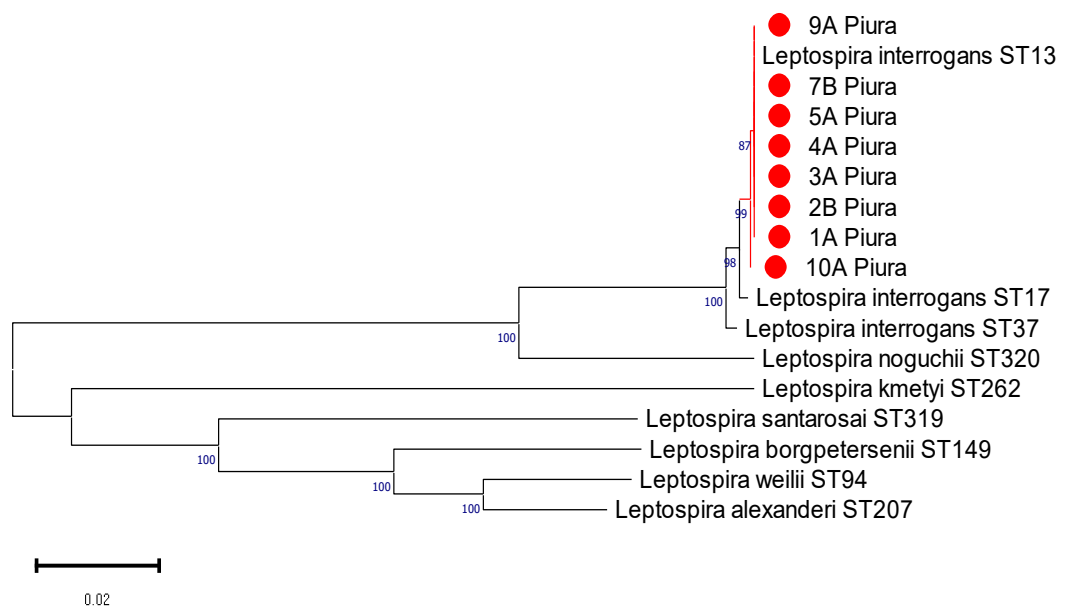 9A Piura
Leptospira interrogans ST13
7B Piura
5A Piura
4A Piura
87
3A Piura
2B Piura
99
1A Piura
98
10A Piura
Leptospira interrogans ST17
100
Leptospira interrogans ST37
100
Leptospira noguchii ST320
Leptospira kmetyi ST262
Leptospira santarosai ST319
100
Leptospira borgpetersenii ST149
100
Leptospira weilii ST94
100
Leptospira alexanderi ST207
0.02